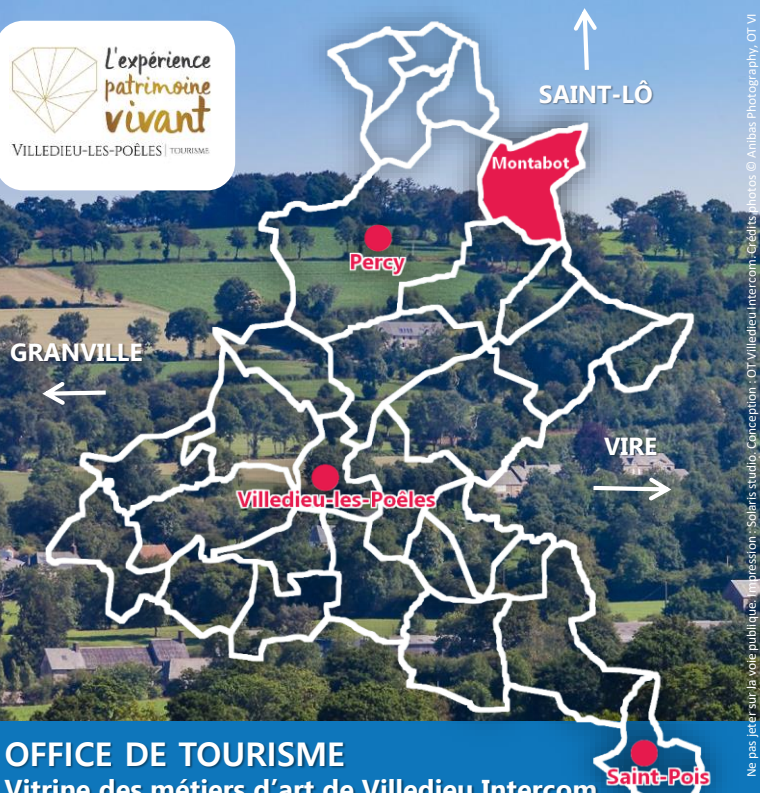 L'expérience
patrimoine
vivant
VILLEDIEU-LES-POÊLES | TOURISME
SAINT-LÔ
Montabot
Percy
GRANVILLE
VIRE
Villedieu-les-Poêles
OFFICE DE TOURISME
Vitrine des métiers d'art de Villedieu Intercom
Saint-Pois
Ne pas jeter sur la voie publique. Impression : Solaris studio. Conception : OT Villedieu Intercom. Crédits photos © Anibas Photography, OT VI